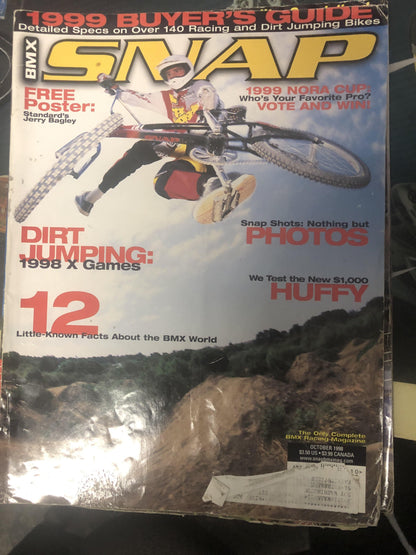 1999 BUYER'S GUIDE
Detailed Specs on Over 140 Racing and Dirt Jumping Bikes
BMX
SNAP
FREE
Poster:
Standard's
Jerry Bagley
1999 NORA CUP:
Who's Your Favorite Pro?
VOTE AND WIN!
Snap Shots: Nothing but
PHOTOS
DIRT
JUMPING:
1998 X Games
We Test the New $1,000
HUFFY
12
Little-Known Facts About the BMX World
The Only Complete
BMX Racing Magazine
OCTOBER 1998
$3.50 US • $3.99 CANADA
www.snapbmxmag.com